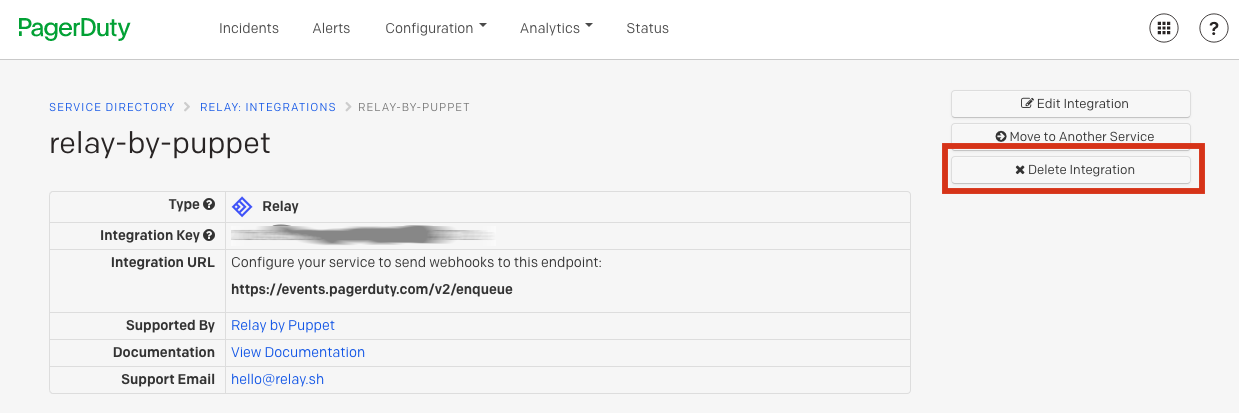 PagerDuty Incidents Alerts Configuration Analytics Status ?
SERVICE DIRECTORY > RELAY: INTEGRATIONS > RELAY-BY-PUPPET
relay-by-puppet
Edit Integration
Move to Another Service
Delete Integration
Type ? Relay
Integration Key ?
Integration URL Configure your service to send webhooks to this endpoint:
https://events.pagerduty.com/v2/enqueue
Supported By Relay by Puppet
Documentation View Documentation
Support Email hello@relay.sh